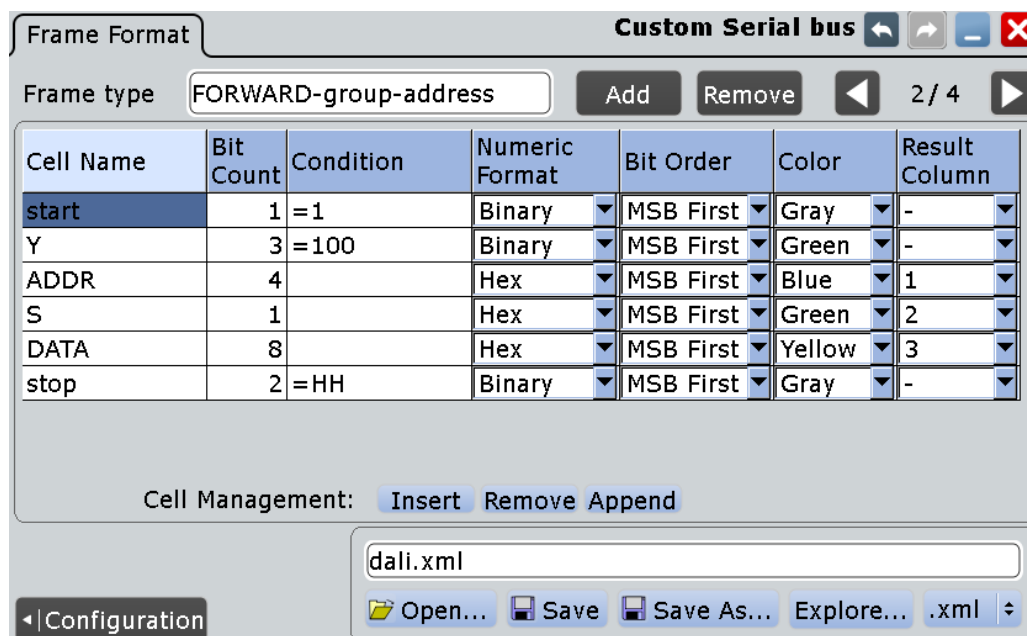 Frame Format Custom Serial bus
Frame type FORWARD-group-address Add Remove 2 / 4
Cell Name Bit Count Condition Numeric Format Bit Order Color Result Column
start 1 =1 Binary MSB First Gray -
Y 3 =100 Binary MSB First Green -
ADDR 4 Hex MSB First Blue 1
S 1 Hex MSB First Green 2
DATA 8 Hex MSB First Yellow 3
stop 2 =HH Binary MSB First Gray -
Cell Management: Insert Remove Append
dali.xml
Configuration Open... Save Save As... Explore... .xml